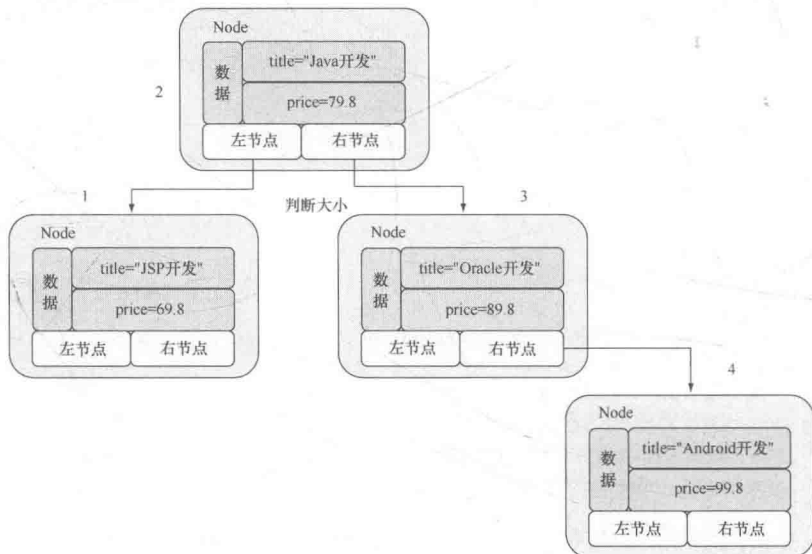 Node
title="Java开发"
数据
price=79.8
左节点 右节点
2
1
判断大小
3
Node
title="JSP开发"
数据
price=69.8
左节点 右节点
Node
title="Oracle开发"
数据
price=89.8
左节点 右节点
4
Node
title="Android开发"
数据
price=99.8
左节点 右节点